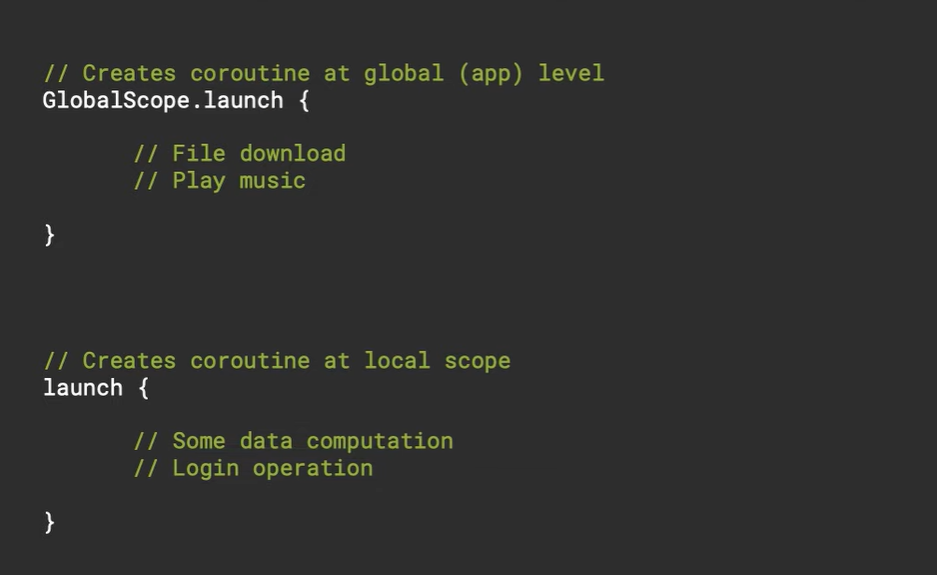 // Creates coroutine at global (app) level
GlobalScope.launch {
// File download
// Play music
}
// Creates coroutine at local scope
launch {
// Some data computation
// Login operation
}